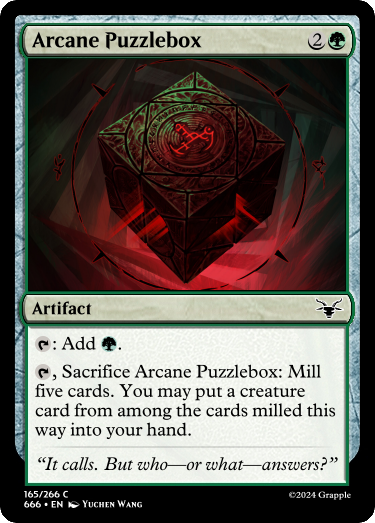 Arcane Puzzlebox 2
Artifact
: Add .
, Sacrifice Arcane Puzzlebox: Mill
five cards. You may put a creature
card from among the cards milled this
way into your hand.
“It calls. But who—or what—answers?”
165/266 C
666 • EN Yuchen Wang
©2024 Grapple